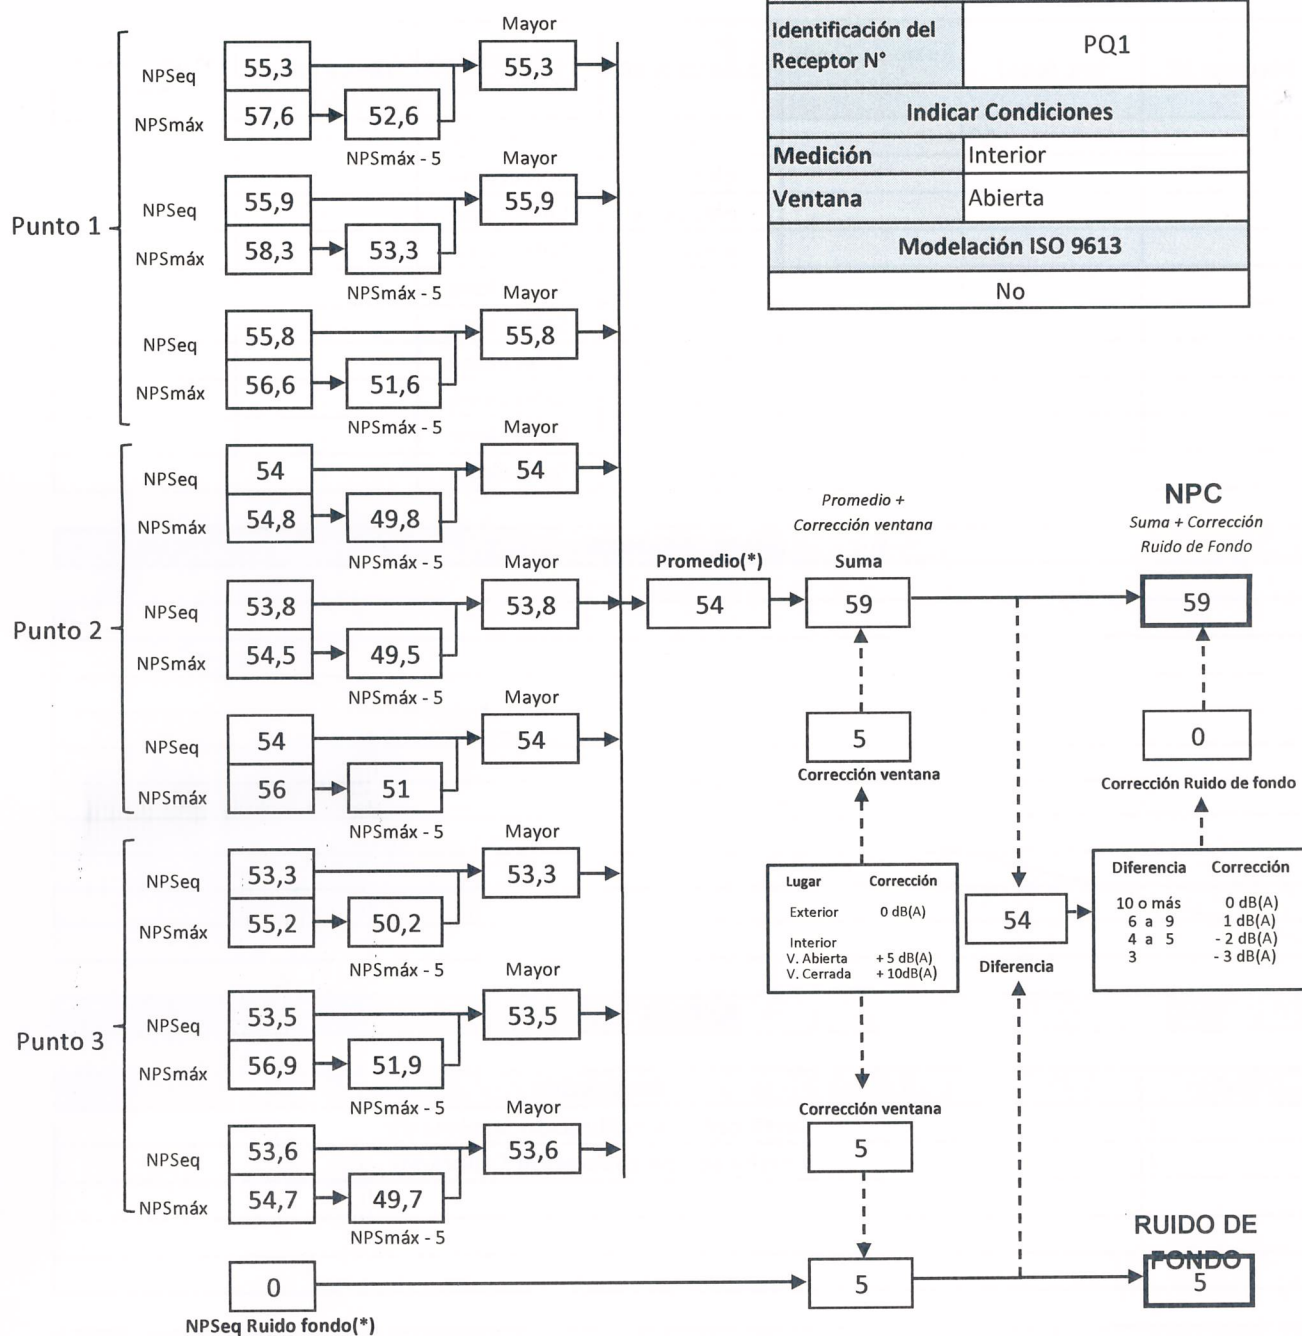 Identificación del
Receptor N°
PQ1
Indicar Condiciones
Medición
Interior
Ventana
Abierta
Modelación ISO 9613
No
Punto 1
Mayor
NPSeq
55,3
55,3
NPSmáx
57,6
52,6
NPSmáx - 5
Mayor
NPSeq
55,9
55,9
NPSmáx
58,3
53,3
NPSmáx - 5
Mayor
NPSeq
55,8
55,8
NPSmáx
56,6
51,6
NPSmáx - 5
Punto 2
Mayor
NPSeq
54
54
NPSmáx
54,8
49,8
NPSmáx - 5
Mayor
NPSeq
53,8
53,8
NPSmáx
54,5
49,5
NPSmáx - 5
Mayor
NPSeq
54
54
NPSmáx
56
51
NPSmáx - 5
Punto 3
Mayor
NPSeq
53,3
53,3
NPSmáx
55,2
50,2
NPSmáx - 5
Mayor
NPSeq
53,5
53,5
NPSmáx
56,9
51,9
NPSmáx - 5
Mayor
NPSeq
53,6
53,6
NPSmáx
54,7
49,7
NPSmáx - 5
0
NPSeq Ruido fondo(*)
Promedio(*)
54
Promedio +
Corrección ventana
Suma
59
5
Corrección ventana
Lugar Corrección
Exterior 0 dB(A)
Interior
V. Abierta + 5 dB(A)
V. Cerrada + 10dB(A)
Corrección ventana
5
5
54
Diferencia
NPC
Suma + Corrección
Ruido de Fondo
59
0
Corrección Ruido de fondo
Diferencia Corrección
10 o más 0 dB(A)
6 a 9 1 dB(A)
4 a 5 - 2 dB(A)
3 - 3 dB(A)
RUIDO DE
FONDO
5